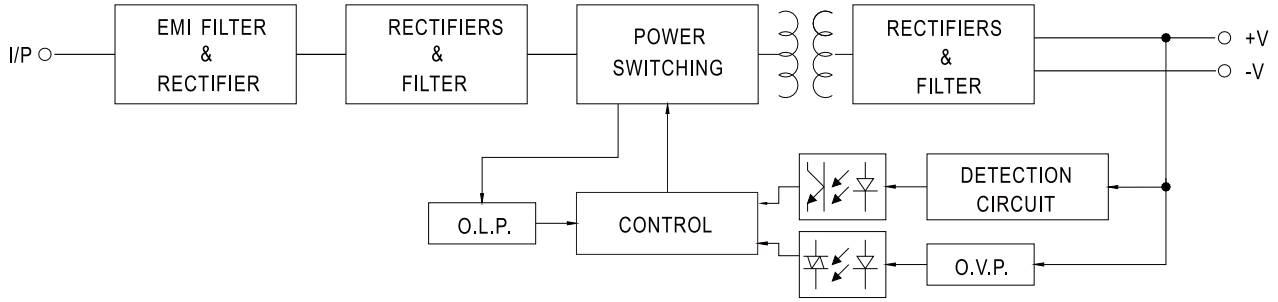 I/P
EMI FILTER
&
RECTIFIER
RECTIFIERS
&
FILTER
POWER
SWITCHING
RECTIFIERS
&
FILTER
+V
-V
DETECTION
CIRCUIT
O.L.P.
CONTROL
O.V.P.